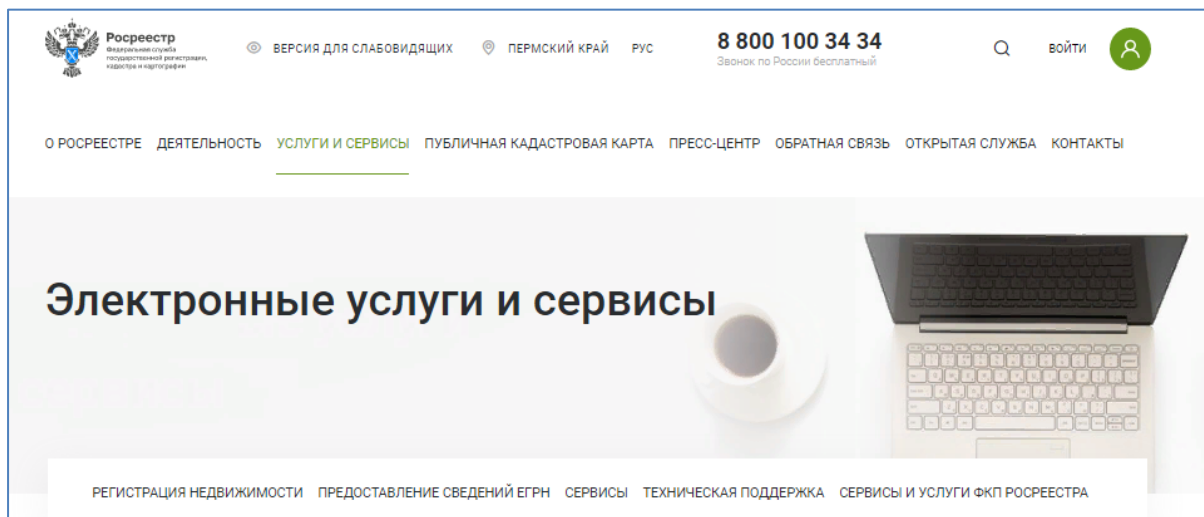 Росреестр
Федеральная служба
государственной регистрации,
кадастра и картографии
ВЕРСИЯ ДЛЯ СЛАБОВИДЯЩИХ
ПЕРМСКИЙ КРАЙ
РУС
8 800 100 34 34
Звонок по России бесплатный
ВОЙТИ
О РОСРЕЕСТРЕ ДЕЯТЕЛЬНОСТЬ УСЛУГИ И СЕРВИСЫ ПУБЛИЧНАЯ КАДАСТРОВАЯ КАРТА ПРЕСС-ЦЕНТР ОБРАТНАЯ СВЯЗЬ ОТКРЫТАЯ СЛУЖБА КОНТАКТЫ
Электронные услуги и сервисы
РЕГИСТРАЦИЯ НЕДВИЖИМОСТИ ПРЕДОСТАВЛЕНИЕ СВЕДЕНИЙ ЕГРН СЕРВИСЫ ТЕХНИЧЕСКАЯ ПОДДЕРЖКА СЕРВИСЫ И УСЛУГИ ФКП РОСРЕЕСТРА